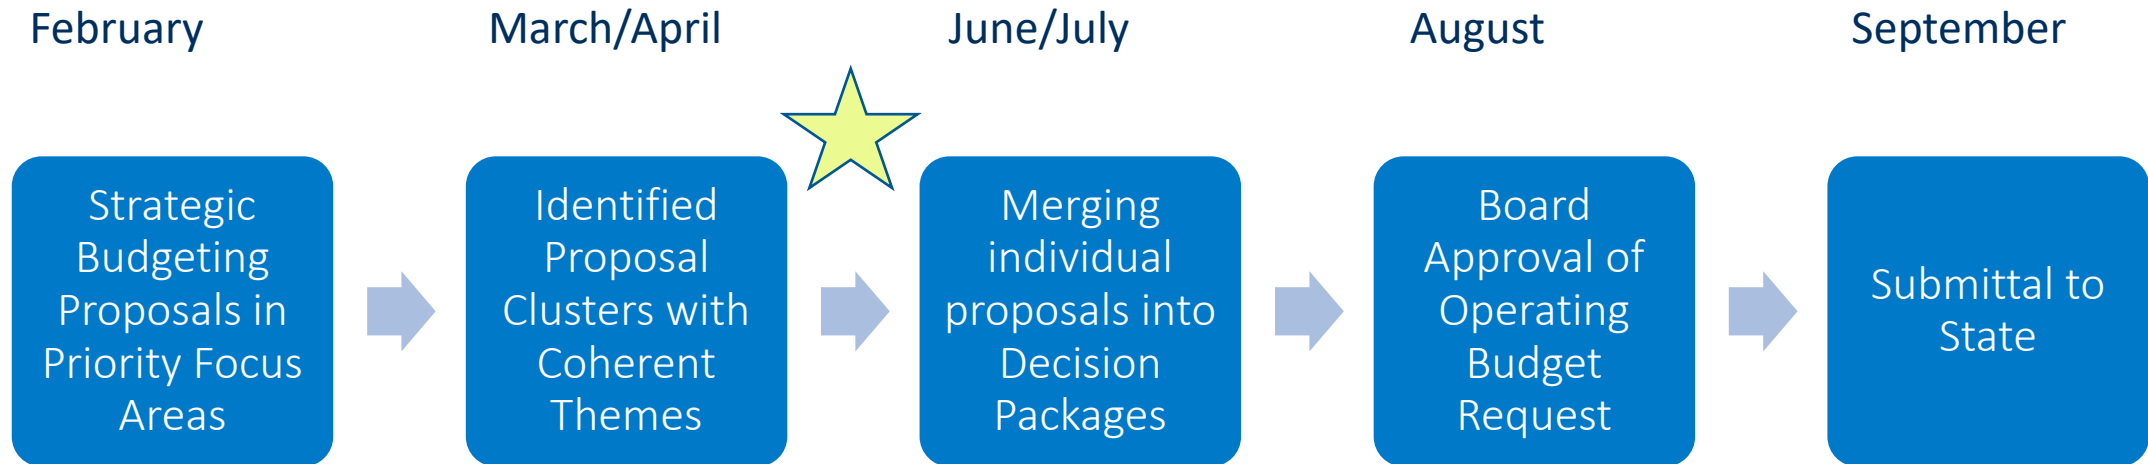 February
March/April
June/July
August
September
Strategic
Budgeting
Proposals in
Priority Focus
Areas
Identified
Proposal
Clusters with
Coherent
Themes
Merging
individual
proposals into
Decision
Packages
Board
Approval of
Operating
Budget
Request
Submittal to
State